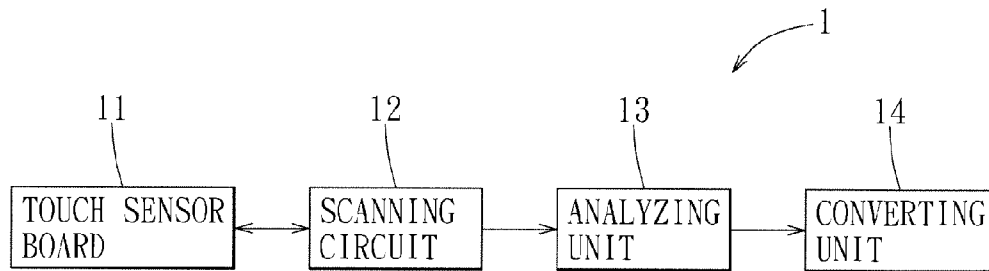 1
11
12
13
14
TOUCH SENSOR
BOARD
SCANNING
CIRCUIT
ANALYZING
UNIT
CONVERTING
UNIT